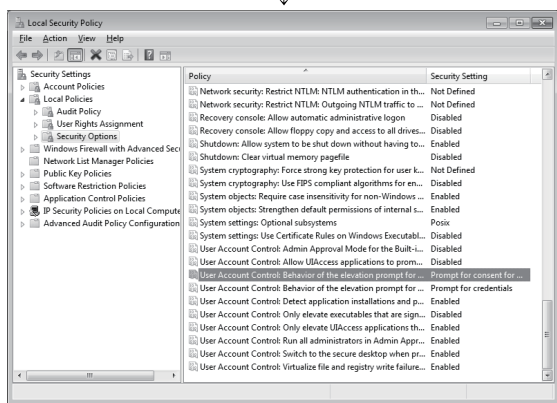 Local Security Policy
File Action View Help
Security Settings
Account Policies
Local Policies
Audit Policy
User Rights Assignment
Security Options
Windows Firewall with Advanced Secu
Network List Manager Policies
Public Key Policies
Software Restriction Policies
Application Control Policies
IP Security Policies on Local Compute
Advanced Audit Policy Configuration
Policy Security Setting
Network security: Restrict NTLM: NTLM authentication in th... Not Defined
Network security: Restrict NTLM: Outgoing NTLM traffic to ... Not Defined
Recovery console: Allow automatic administrative logon Disabled
Recovery console: Allow floppy copy and access to all drives... Disabled
Shutdown: Allow system to be shut down without having to... Enabled
Shutdown: Clear virtual memory pagefile Disabled
System cryptography: Force strong key protection for user k... Not Defined
System cryptography: Use FIPS compliant algorithms for en... Disabled
System objects: Require case insensitivity for non-Windows ... Enabled
System objects: Strengthen default permissions of internal s... Enabled
System settings: Optional subsystems Posix
System settings: Use Certificate Rules on Windows Executabl... Disabled
User Account Control: Admin Approval Mode for the Built-i... Disabled
User Account Control: Allow UIAccess applications to prom... Disabled
User Account Control: Behavior of the elevation prompt for ... Prompt for consent for ...
User Account Control: Behavior of the elevation prompt for ... Prompt for credentials
User Account Control: Detect application installations and p... Enabled
User Account Control: Only elevate executables that are sign... Disabled
User Account Control: Only elevate UIAccess applications th... Enabled
User Account Control: Run all administrators in Admin Appr... Enabled
User Account Control: Switch to the secure desktop when pr... Enabled
User Account Control: Virtualize file and registry write failure... Enabled